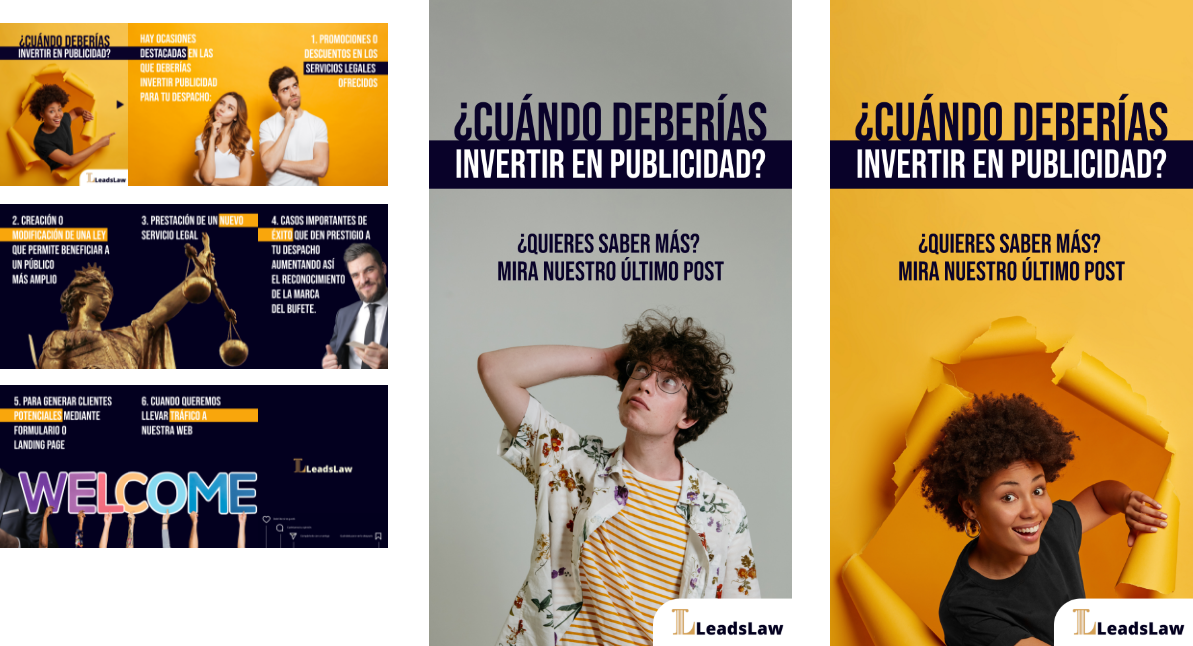 ¿CUÁNDO DEBERÍAS
INVERTIR EN PUBLICIDAD?
LeadsLaw
HAY OCASIONES
DESTACADAS EN LAS
QUE DEBERÍAS
INVERTIR PUBLICIDAD
PARA TU DESPACHO:
1. PROMOCIONES O
DESCUENTOS EN LOS
SERVICIOS LEGALES
OFRECIDOS
2. CREACIÓN O
MODIFICACIÓN DE UNA LEY
QUE PERMITE BENEFICIAR A
UN PÚBLICO
MÁS AMPLIO
3. PRESTACIÓN DE UN NUEVO
SERVICIO LEGAL
4. CASOS IMPORTANTES DE
ÉXITO QUE DEN PRESTIGIO A
TU DESPACHO
AUMENTANDO ASÍ
EL RECONOCIMIENTO
DE LA MARCA
DEL BUFETE.
5. PARA GENERAR CLIENTES
POTENCIALES MEDIANTE
FORMULARIO O
LANDING PAGE
6. CUANDO QUEREMOS
LLEVAR TRÁFICO A
NUESTRA WEB
WELCOME
LeadsLaw
¿CUÁNDO DEBERÍAS
INVERTIR EN PUBLICIDAD?
¿QUIERES SABER MÁS?
MIRA NUESTRO ÚLTIMO POST
LeadsLaw
¿CUÁNDO DEBERÍAS
INVERTIR EN PUBLICIDAD?
¿QUIERES SABER MÁS?
MIRA NUESTRO ÚLTIMO POST
LeadsLaw